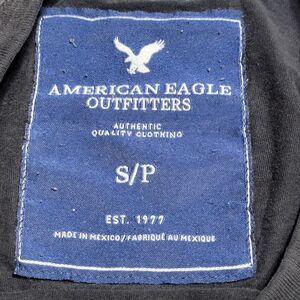 AMERICAN EAGLE
OUTFITTERS
AUTHENTIC
QUALITY CLOTHING
S/P
EST. 1977
MADE IN MEXICO/FABRIQUÉ AU MEXIQUE